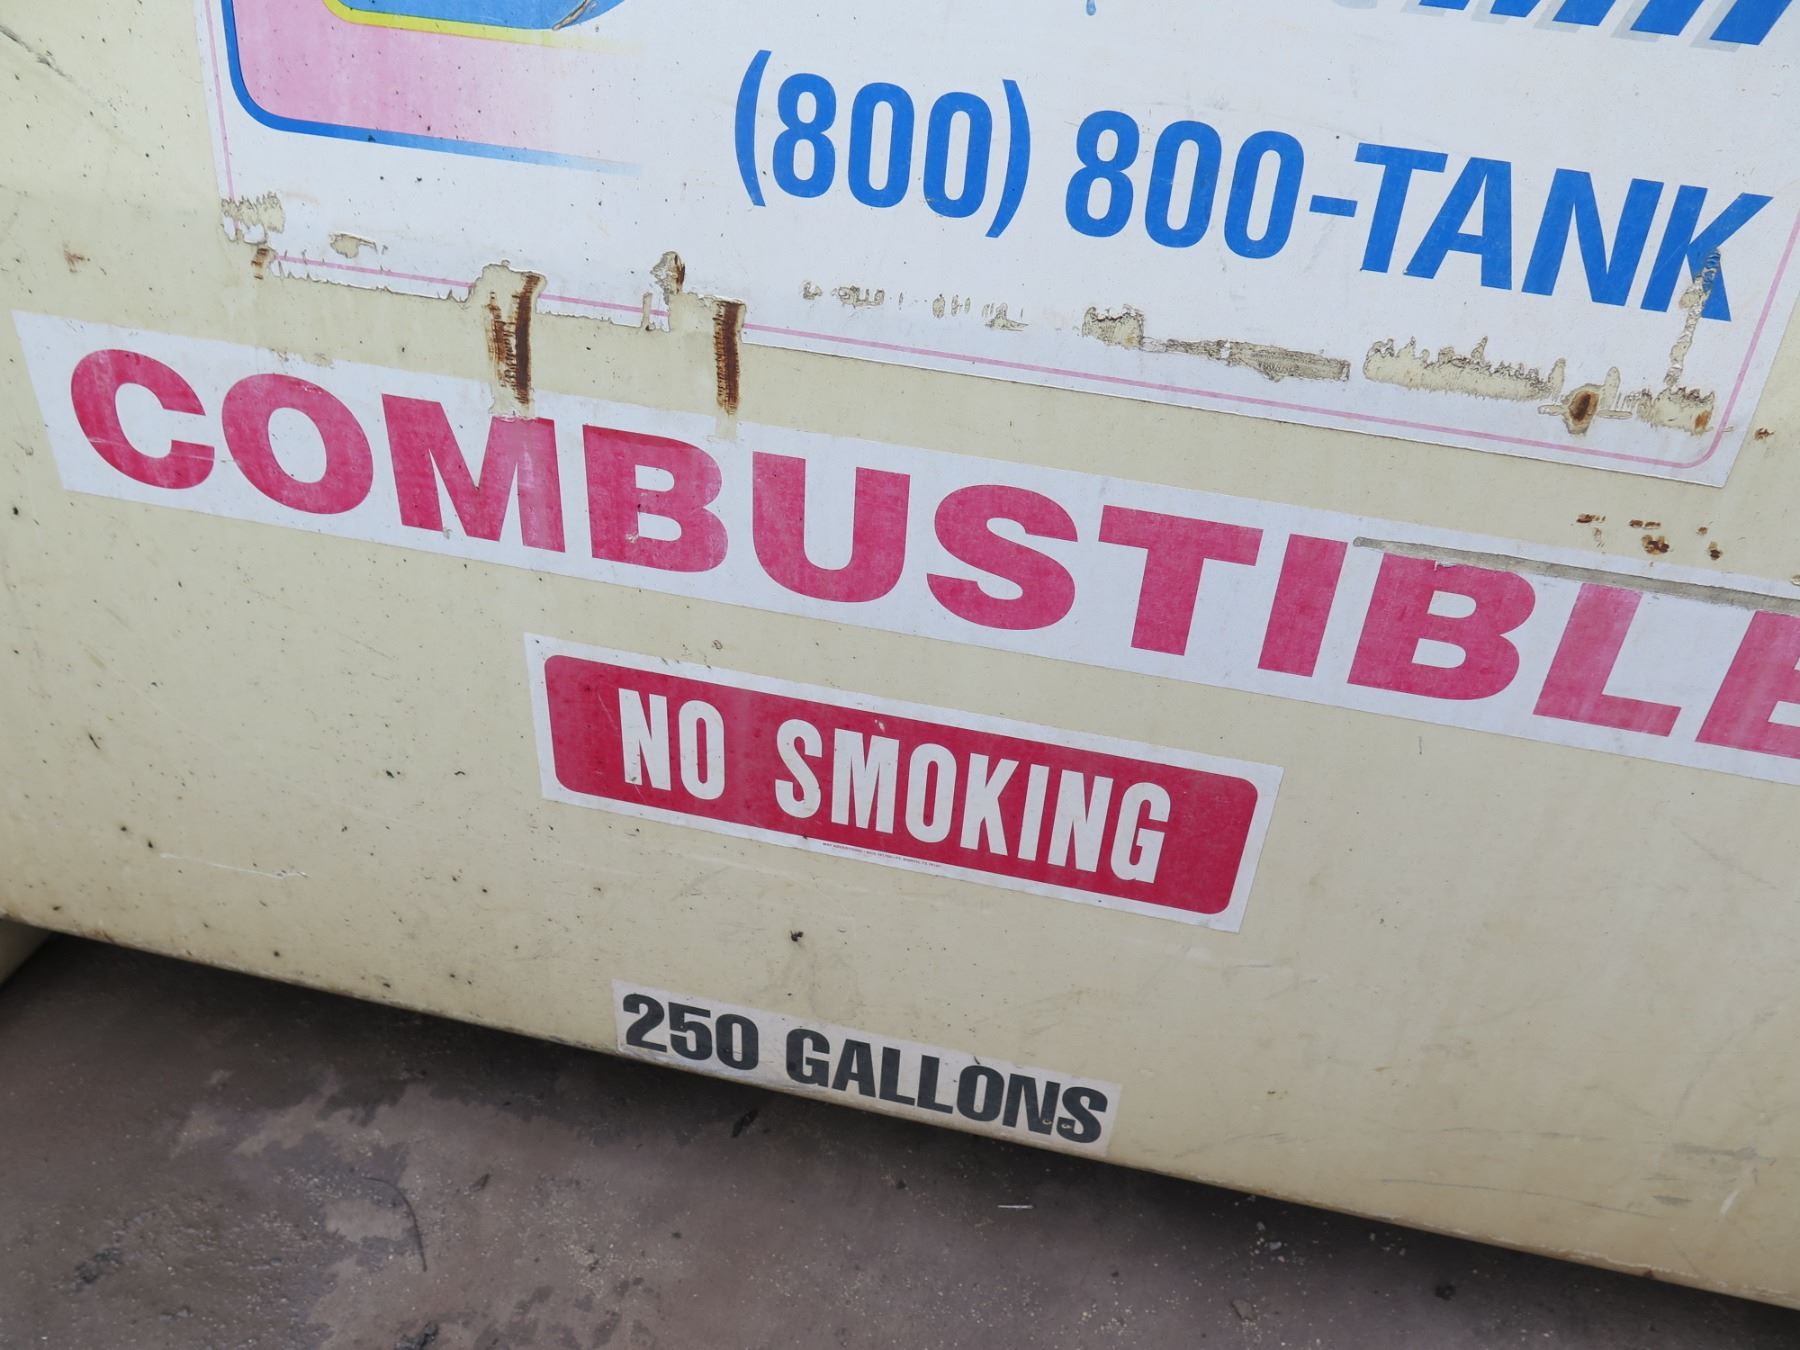 (800) 800-TANK
COMBUSTIBLE
NO SMOKING
250 GALLONS